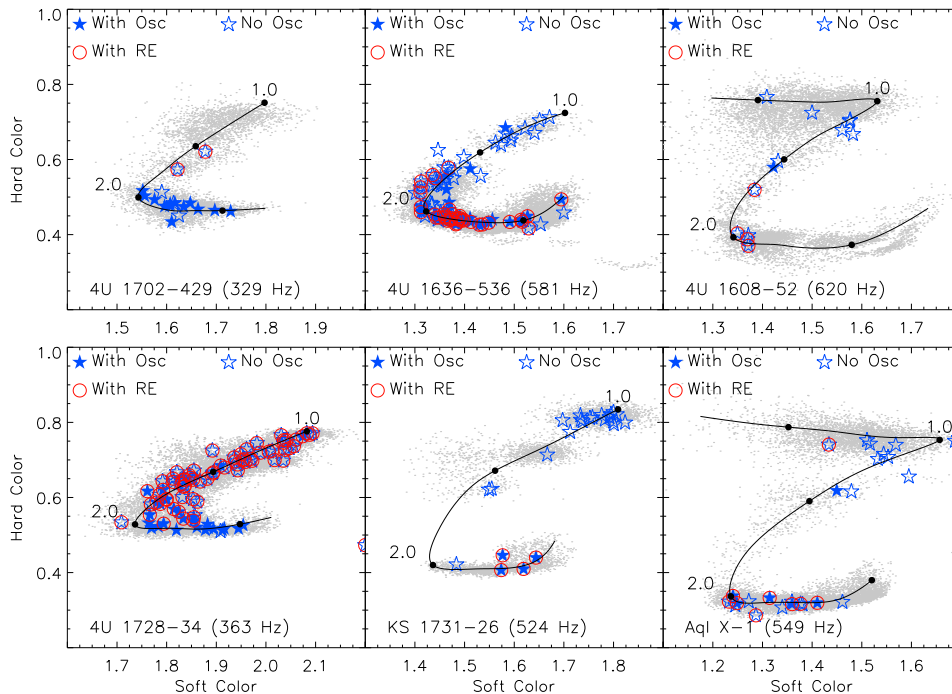 With Osc No Osc
With RE
1.0
2.0
4U 1702−429 (329 Hz)
With Osc No Osc
With RE
1.0
2.0
4U 1636−536 (581 Hz)
With Osc No Osc
With RE
1.0
2.0
4U 1608−52 (620 Hz)
1.0
0.8
0.6
0.4
Hard Color
1.5 1.6 1.7 1.8 1.9
1.3 1.4 1.5 1.6 1.7 1.8
1.3 1.4 1.5 1.6 1.7
With Osc No Osc
With RE
1.0
2.0
4U 1728−34 (363 Hz)
With Osc No Osc
With RE
1.0
2.0
KS 1731−26 (524 Hz)
With Osc No Osc
With RE
1.0
2.0
Aql X−1 (549 Hz)
1.0
0.8
0.6
0.4
Hard Color
1.7 1.8 1.9 2.0 2.1
1.4 1.5 1.6 1.7 1.8
1.2 1.3 1.4 1.5 1.6
Soft Color
Soft Color
Soft Color